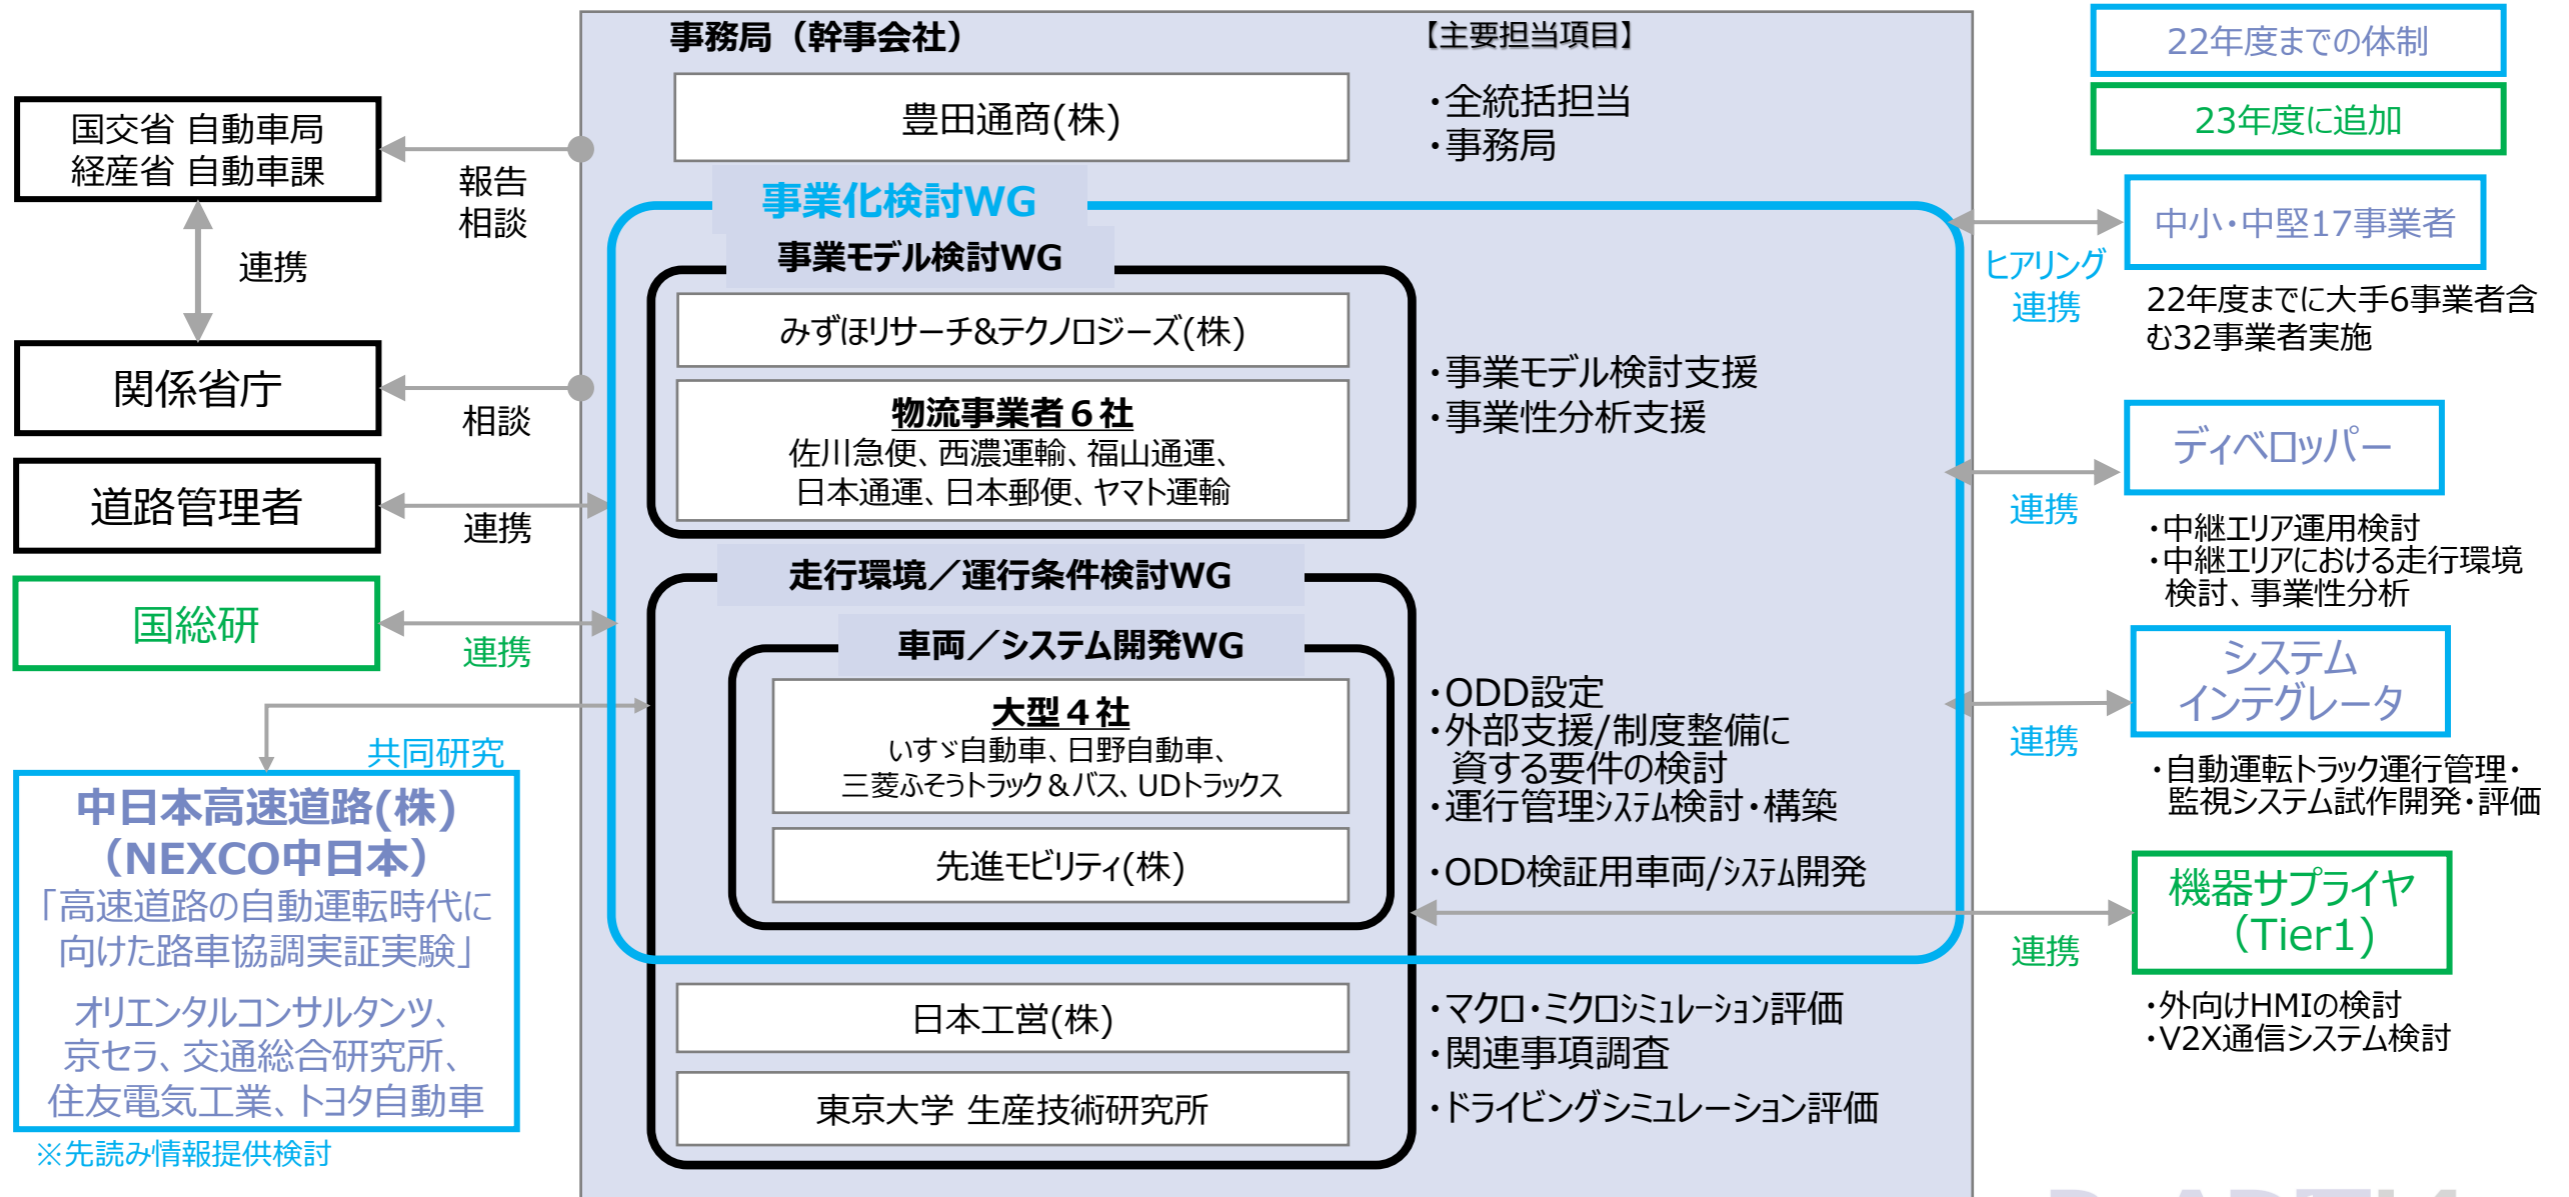 事務局（幹事会社）
【主要担当項目】
豊田通商(株)
・全統括担当
・事務局
22年度までの体制
23年度に追加
国交省 自動車局
経産省 自動車課
報告
相談
連携
関係省庁
相談
道路管理者
連携
国総研
連携
共同研究
中日本高速道路(株)
（NEXCO中日本）
「高速道路の自動運転時代に
向けた路車協調実証実験」
オリエンタルコンサルタンツ、
京セラ、交通総合研究所、
住友電気工業、トヨタ自動車
※先読み情報提供検討
事業化検討WG
事業モデル検討WG
みずほリサーチ&テクノロジーズ(株)
物流事業者６社
佐川急便、西濃運輸、福山通運、
日本通運、日本郵便、ヤマト運輸
・事業モデル検討支援
・事業性分析支援
走行環境／運行条件検討WG
車両／システム開発WG
大型４社
いすゞ自動車、日野自動車、
三菱ふそうトラック＆バス、UDトラックス
先進モビリティ(株)
・ODD設定
・外部支援/制度整備に
資する要件の検討
・運行管理ｼｽﾃﾑ検討・構築
・ODD検証用車両/ｼｽﾃﾑ開発
日本工営(株)
東京大学 生産技術研究所
・マクロ・ミクロシミュレーション評価
・関連事項調査
・ドライビングシミュレーション評価
中小・中堅17事業者
ヒアリング
連携
22年度までに大手6事業者含
む32事業者実施
ディベロッパー
連携
・中継エリア運用検討
・中継エリアにおける走行環境
検討、事業性分析
システム
インテグレータ
連携
・自動運転トラック運行管理・
監視システム試作開発・評価
機器サプライヤ
（Tier1）
連携
・外向けHMIの検討
・V2X通信システム検討